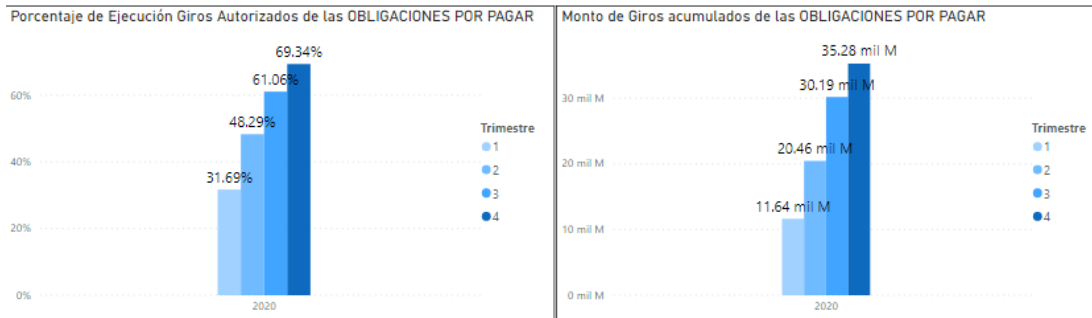 Porcentaje de Ejecución Giros Autorizados de las OBLIGACIONES POR PAGAR
69.34%
61.06%
60%
48.29%
Trimestre
1
40%
2
31.69%
3
4
20%
0%
2020
Monto de Giros acumulados de las OBLIGACIONES POR PAGAR
35.28 mil M
30.19 mil M
30 mil M
Trimestre
20.46 mil M
1
20 mil M
2
11.64 mil M
3
4
10 mil M
0 mil M
2020